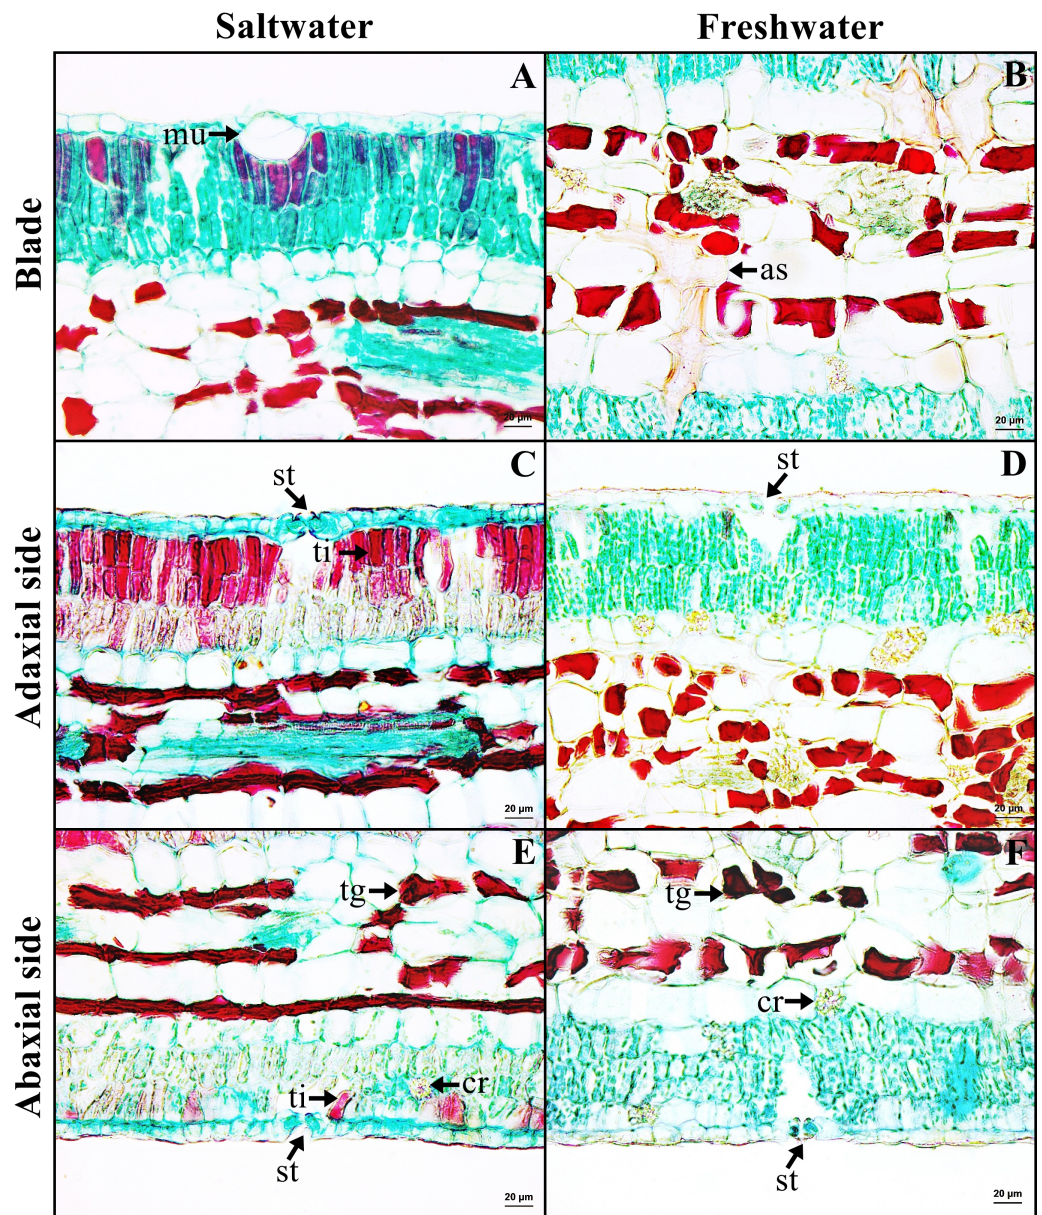 Saltwater
Freshwater
Blade
A
mu
20 µm
B
as
20 µm
Adaxial side
C
st
ti
20 µm
D
st
20 µm
Abaxial side
E
tg
cr
ti
st
20 µm
F
tg
cr
st
20 µm